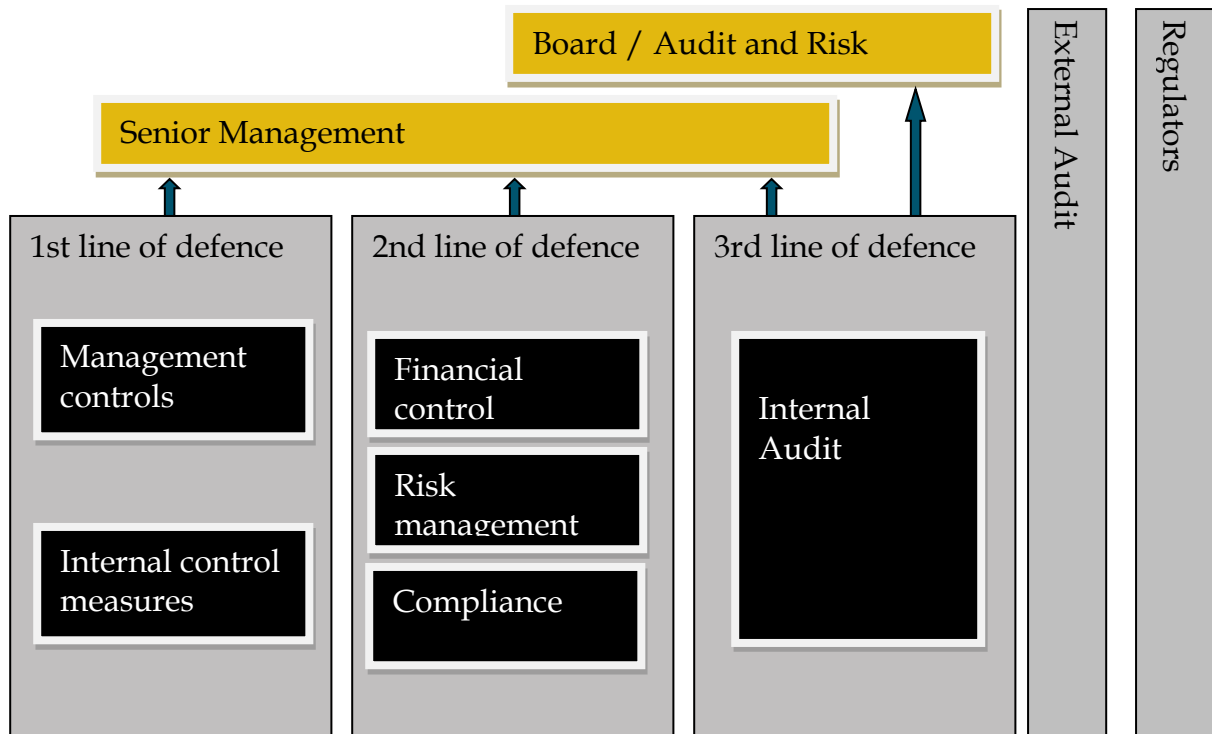 Board / Audit and Risk
Senior Management
External Audit
Regulators
1st line of defence
Management
controls
Internal control
measures
2nd line of defence
Financial
control
Risk
management
Compliance
3rd line of defence
Internal
Audit